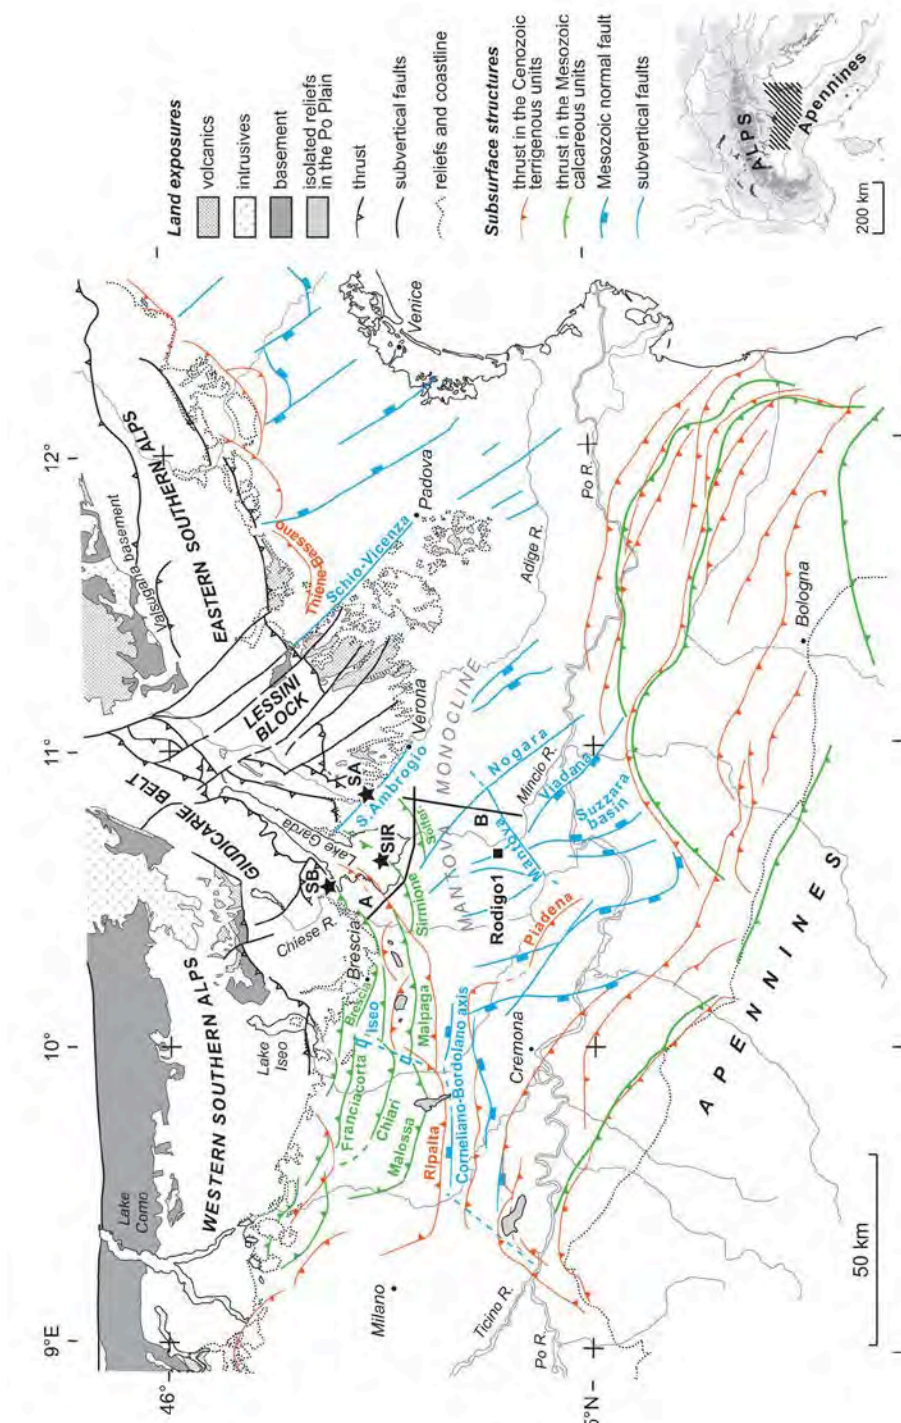 Land exposures
volcanics
intrusives
basement
isolated reliefs
in the Po Plain
thrust
subvertical faults
reliefs and coastline
Subsurface structures
thrust in the Cenozoic
terrigenous units
thrust in the Mesozoic
calcareous units
Mesozoic normal fault
subvertical faults
ALPS
Apennines
200 km
9°E
10°
11°
12°
46°
5°N
Lake
Como
WESTERN SOUTHERN ALPS
Lake
Iseo
GIUDICARIE BELT
Valsugana
basement
EASTERN SOUTHERN ALPS
LESSINI
BLOCK
Thiene-Bassano
Schio-Vicenza
Padova
Venice
Chiese R.
SB
Lake Garda
SA
SIR
A
S.Ambrogio
Verona
Brescia
Brescia
Iseo
Franciacorta
Chiari
Malossa
Malpaga
Sirmione
Solfer
Ripalta
Corneliano-Bordolano axis
MANTOVA MONOCLINE
Adige R.
B
Rodigo1
Mantova
Nogara
Mincio R.
Viadana
Suzzara
basin
Piadena
Milano
Cremona
Ticino R.
Po R.
Po R.
Bologna
APENNINES
50 km